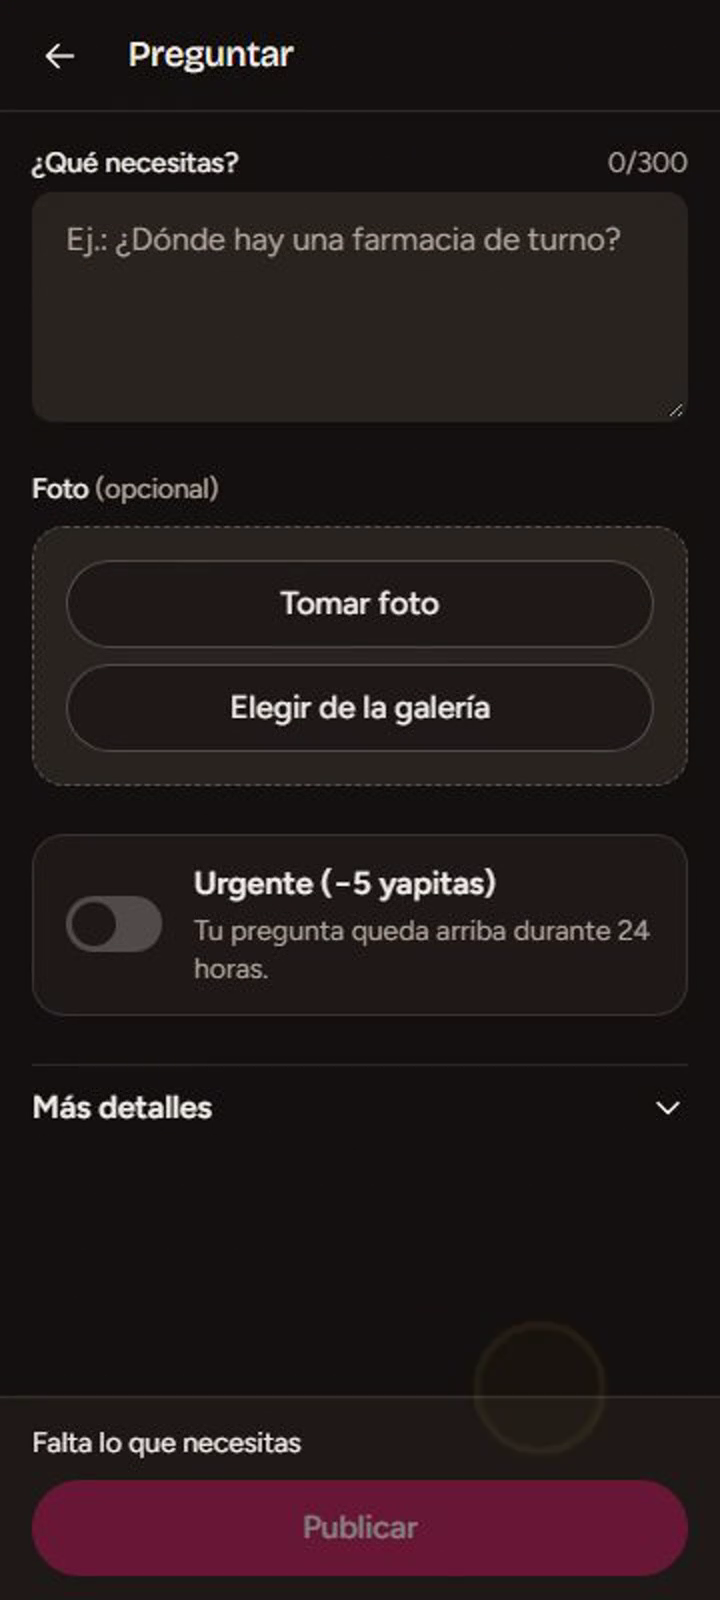 Preguntar
¿Qué necesitas? 0/300
Ej.: ¿Dónde hay una farmacia de turno?
Foto (opcional)
Tomar foto
Elegir de la galería
Urgente (−5 yapitas)
Tu pregunta queda arriba durante 24
horas.
Más detalles
Falta lo que necesitas
Publicar